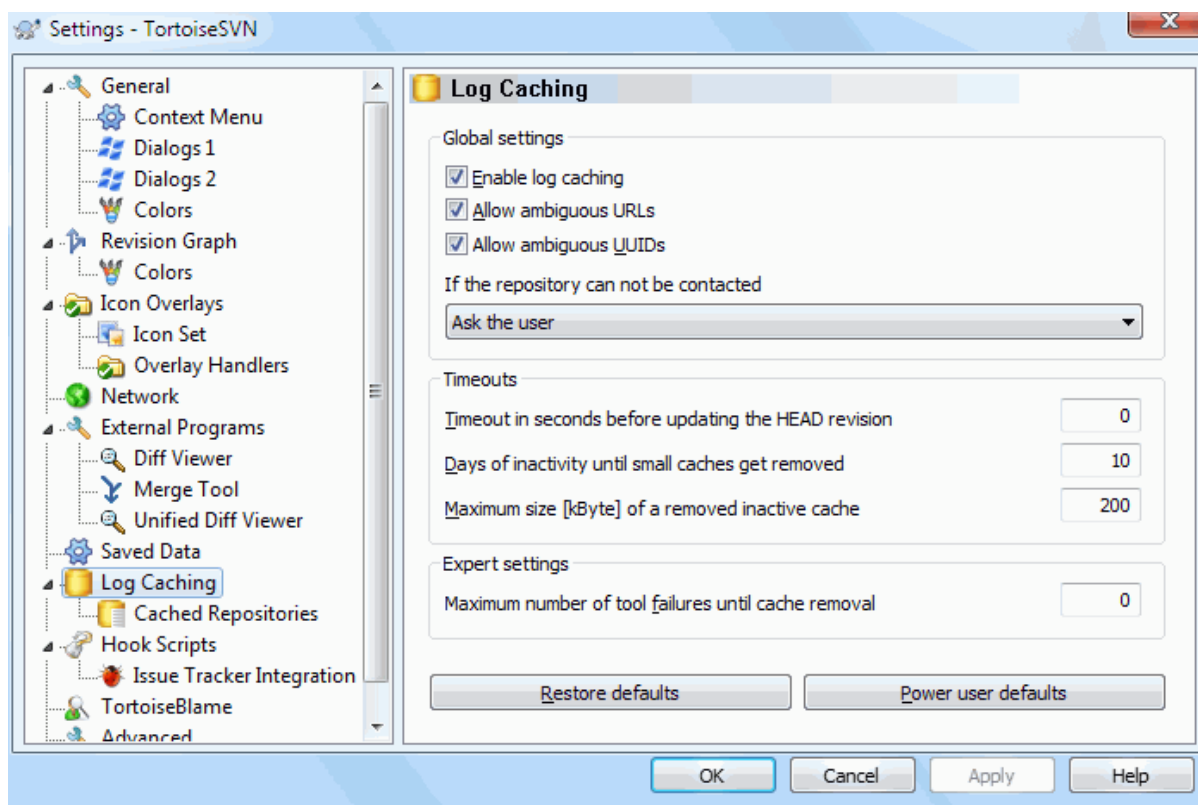 Settings - TortoiseSVN
General
Context Menu
Dialogs 1
Dialogs 2
Colors
Revision Graph
Colors
Icon Overlays
Icon Set
Overlay Handlers
Network
External Programs
Diff Viewer
Merge Tool
Unified Diff Viewer
Saved Data
Log Caching
Cached Repositories
Hook Scripts
Issue Tracker Integration
TortoiseBlame
Advanced
Log Caching
Global settings
Enable log caching
Allow ambiguous URLs
Allow ambiguous UUIDs
If the repository can not be contacted
Ask the user
Timeouts
Timeout in seconds before updating the HEAD revision 0
Days of inactivity until small caches get removed 10
Maximum size [kByte] of a removed inactive cache 200
Expert settings
Maximum number of tool failures until cache removal 0
Restore defaults Power user defaults
OK Cancel Apply Help